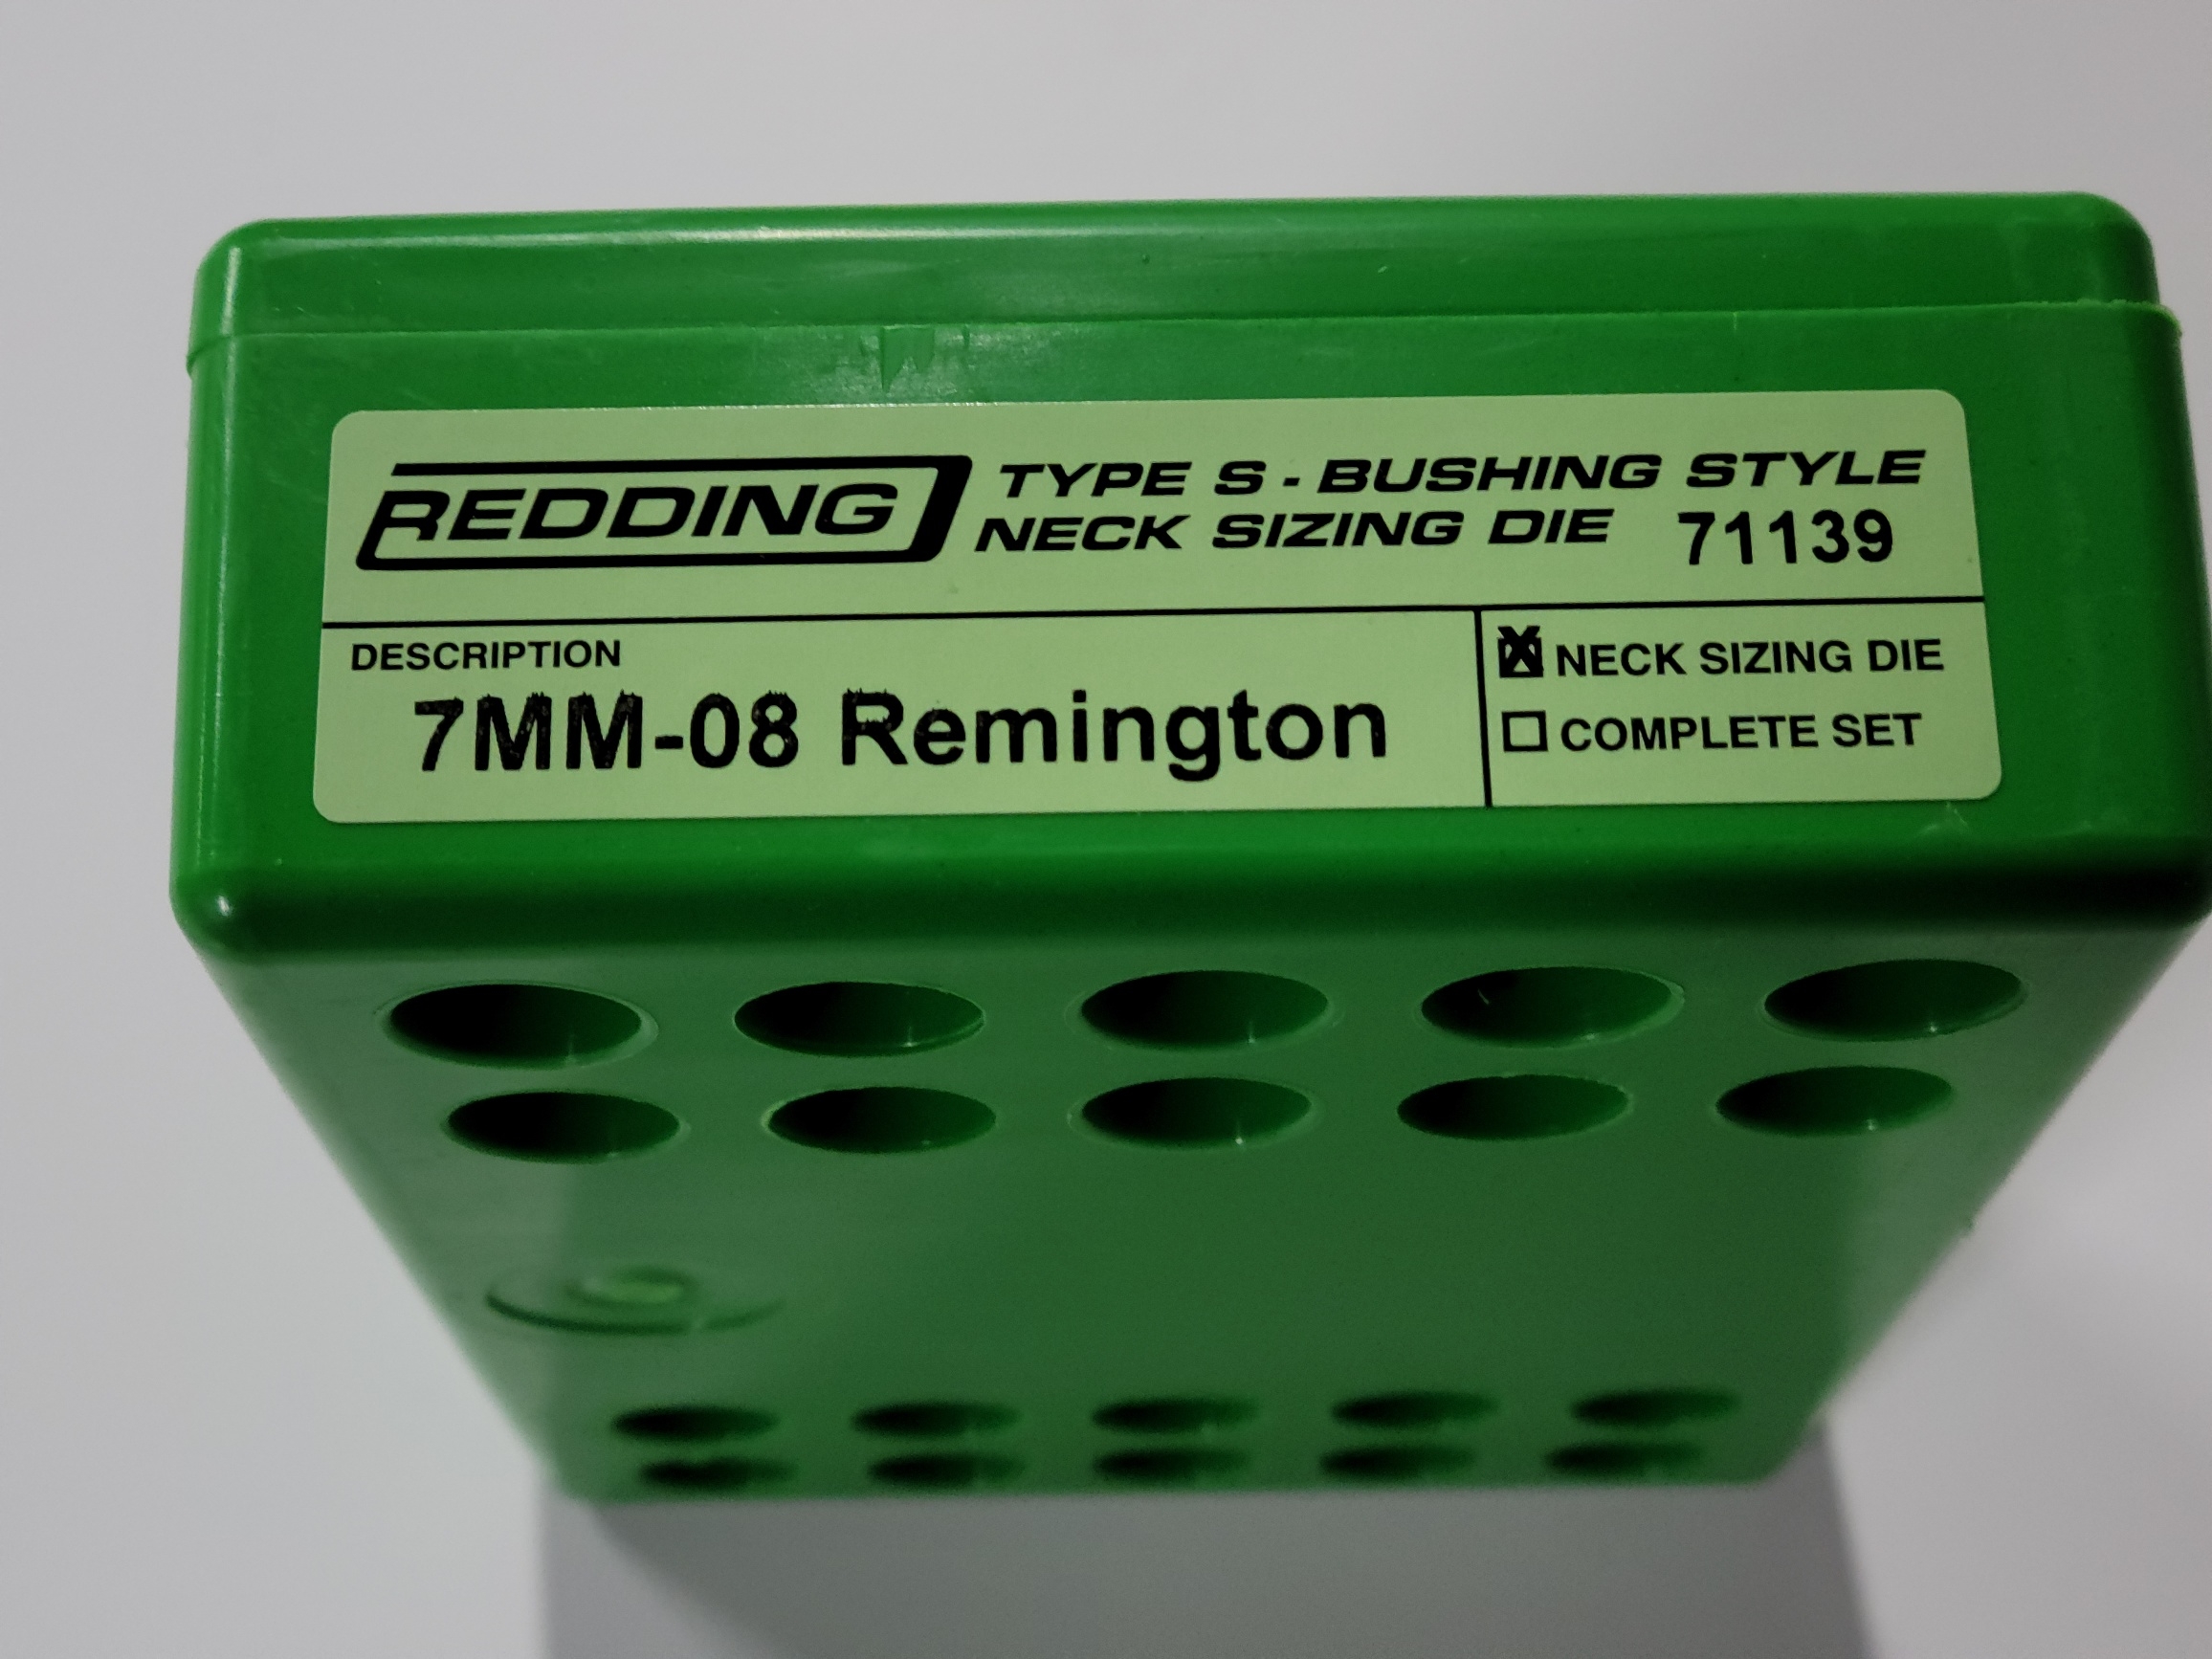 REDDING TYPE S - BUSHING STYLE
NECK SIZING DIE 71139
DESCRIPTION
7MM-08 Remington
X NECK SIZING DIE
COMPLETE SET